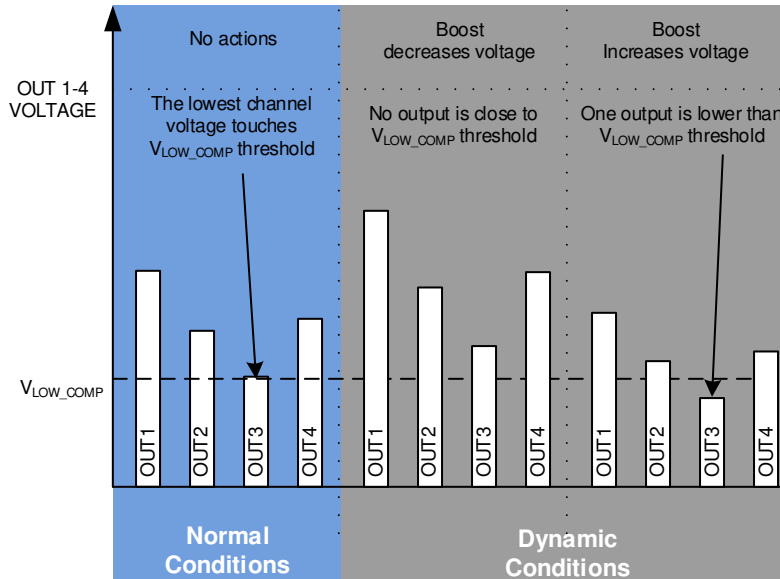 No actions
Boost
decreases voltage
Boost
Increases voltage
OUT 1-4
VOLTAGE
The lowest channel
voltage touches
VLOW_COMP threshold
No output is close to
VLOW_COMP threshold
One output is lower than
VLOW_COMP threshold
VLOW_COMP
OUT1
OUT2
OUT3
OUT4
OUT1
OUT2
OUT3
OUT4
OUT1
OUT2
OUT3
OUT4
Normal
Conditions
Dynamic
Conditions